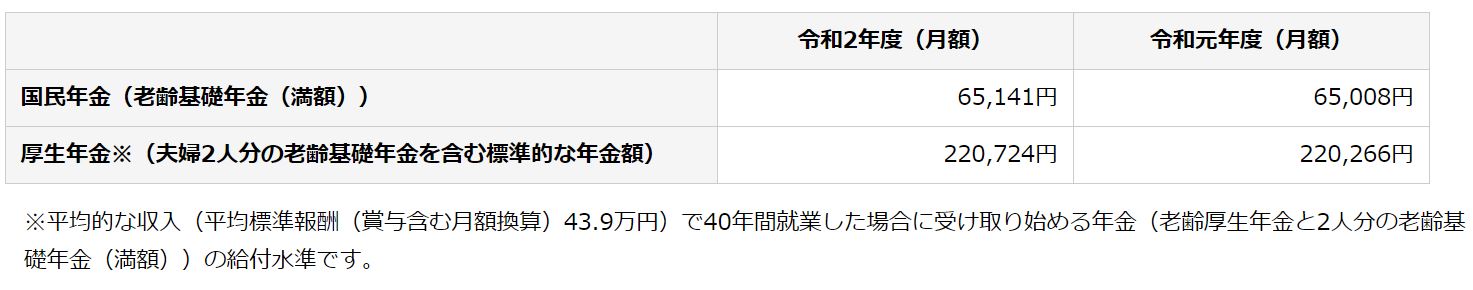 令和2年度（月額） 令和元年度（月額）
国民年金（老齢基礎年金（満額）） 65,141円 65,008円
厚生年金※（夫婦2人分の老齢基礎年金を含む標準的な年金額） 220,724円 220,266円
※平均的な収入（平均標準報酬（賞与含む月額換算）43.9万円）で40年間就業した場合に受け取り始める年金（老齢厚生年金と2人分の老齢基
礎年金（満額））の給付水準です。